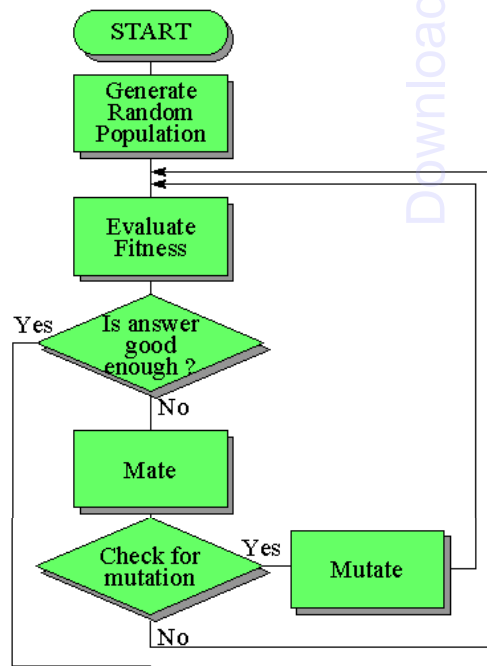 START
Generate
Random
Population
Evaluate
Fitness
Yes
Is answer
good
enough ?
No
Mate
Check for
mutation
Yes
Mutate
No
Download